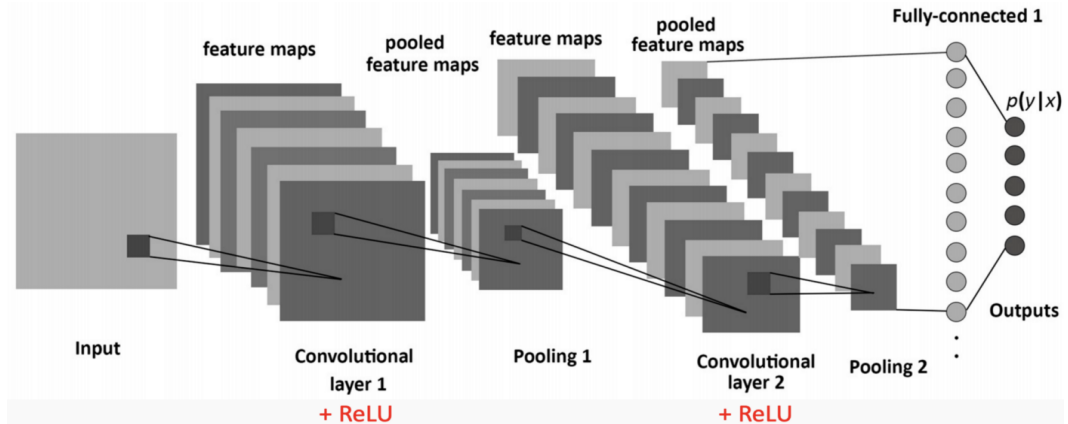 Fully-connected 1
feature maps
pooled
feature maps
feature maps
pooled
feature maps
p(y|x)
Input
Convolutional
layer 1
Pooling 1
Convolutional
layer 2
Pooling 2
Outputs
+ ReLU
+ ReLU